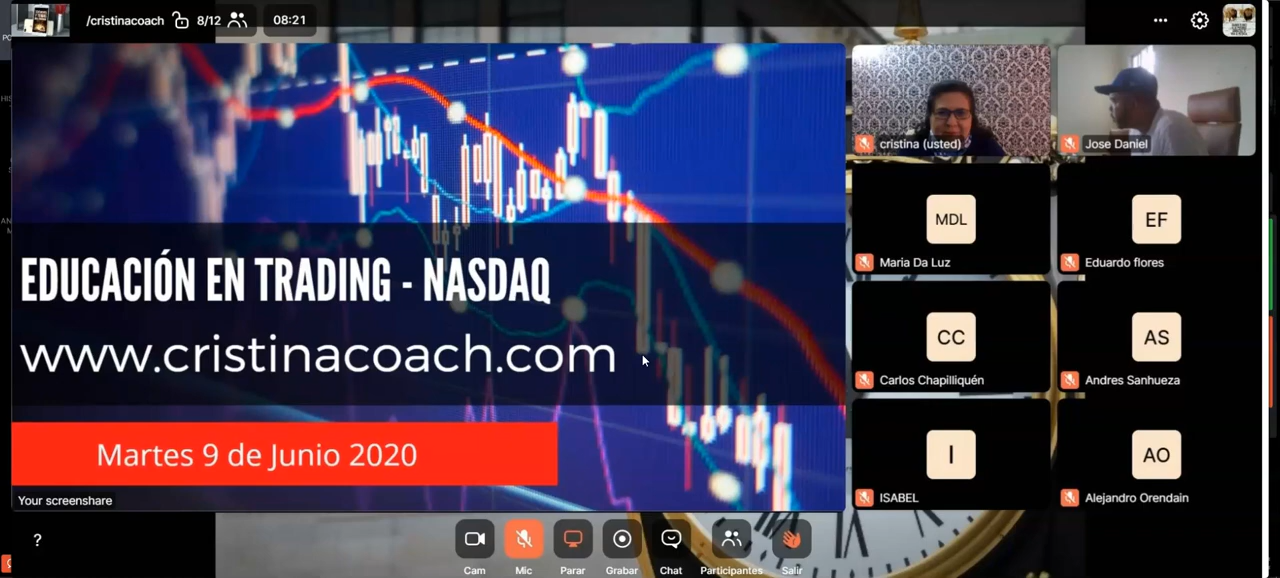 /cristinacoach
8/12
08:21
EDUCACIÓN EN TRADING - NASDAQ
www.cristinacoach.com
Martes 9 de Junio 2020
Your screenshare
cristina (usted)
Jose Daniel
MDL
Maria Da Luz
EF
Eduardo flores
CC
Carlos Chapilliquén
AS
Andres Sanhueza
I
ISABEL
AO
Alejandro Orendain
?
Cam
Mic
Parar
Grabar
Chat
Participantes
Salir